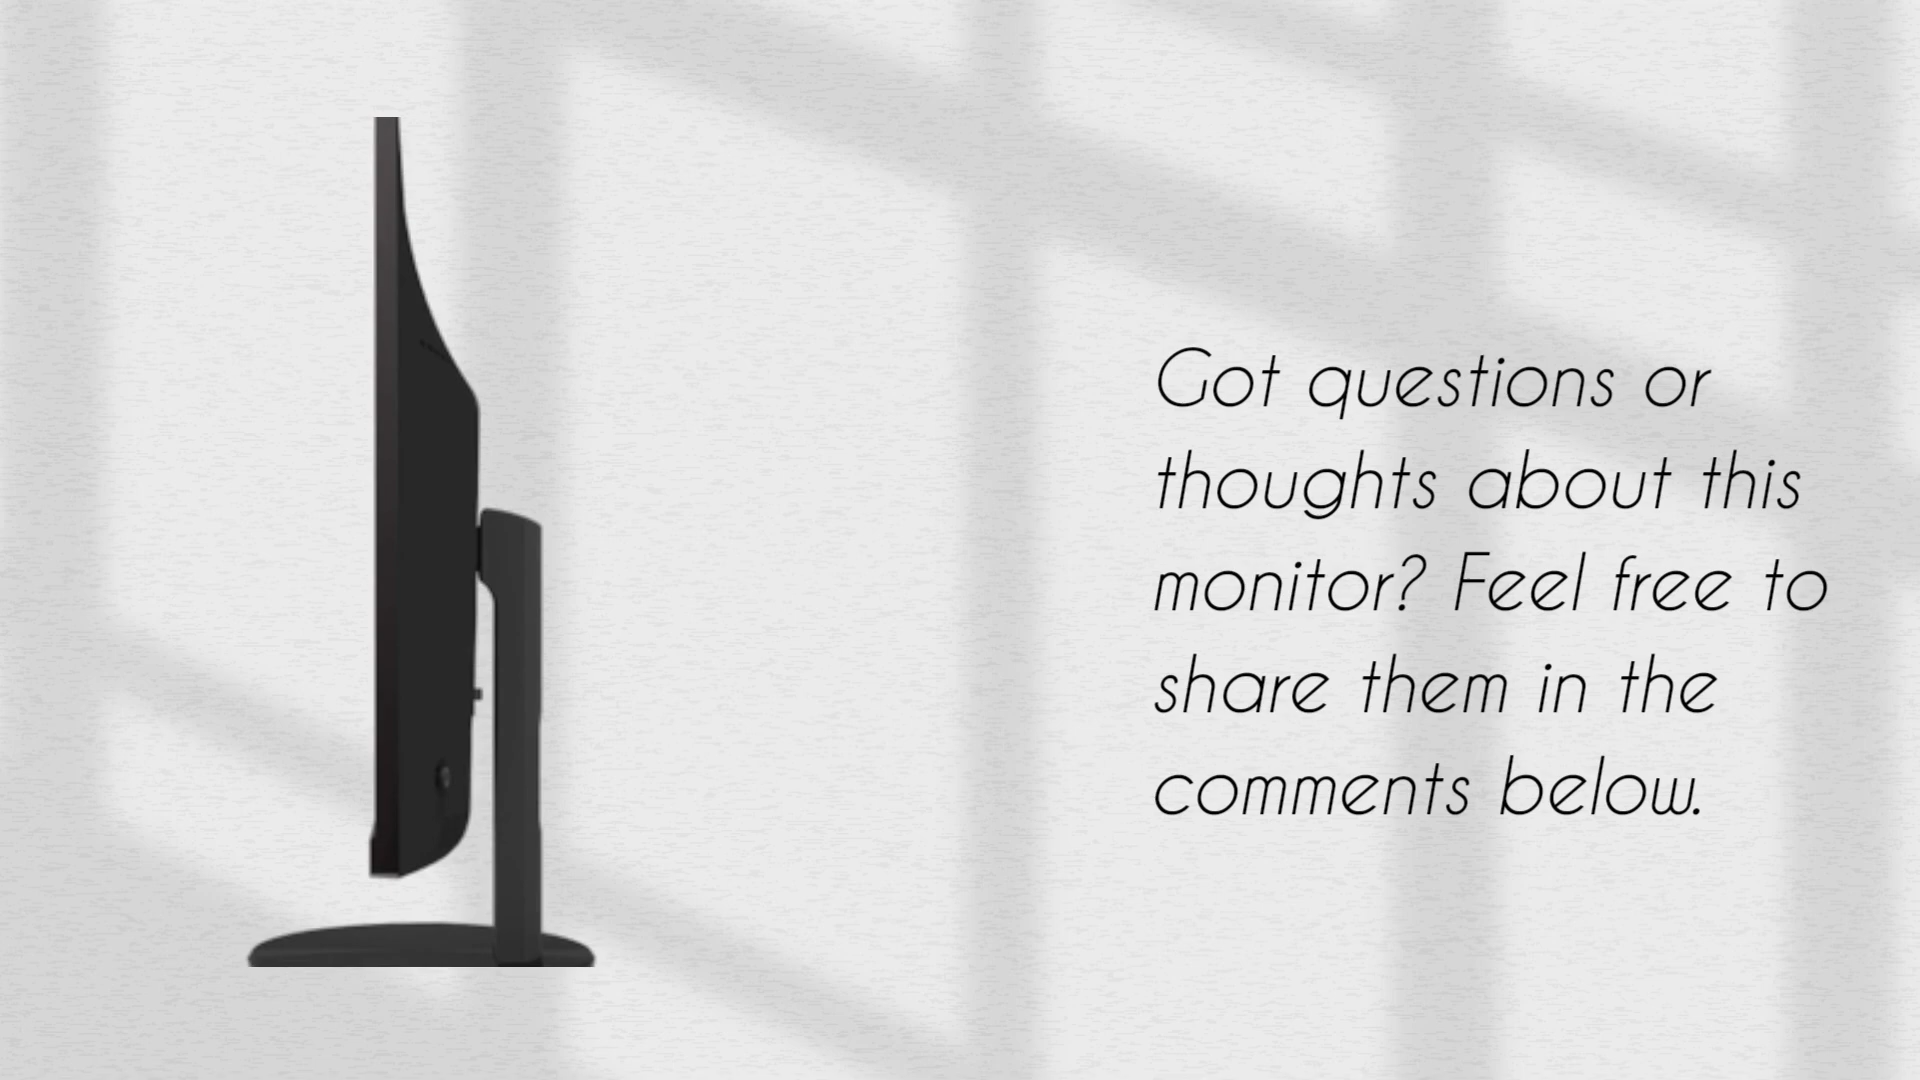 Got questions or
thoughts about this
monitor? Feel free to
share them in the
comments below.